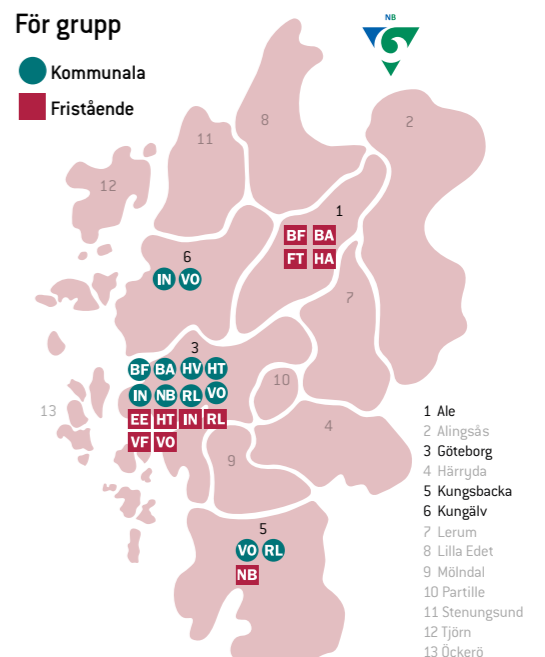 För grupp
NB
Kommunala
Fristående
8
2
11
12
1
BF BA
FT HA
6
IN VO
7
3
BF BA HV HT
IN NB RL VO
EE HT IN RL
VF VO
10
13
4
9
5
VO RL
NB
1 Ale
2 Alingsås
3 Göteborg
4 Härryda
5 Kungsbacka
6 Kungälv
7 Lerum
8 Lilla Edet
9 Mölndal
10 Partille
11 Stenungsund
12 Tjörn
13 Öckerö